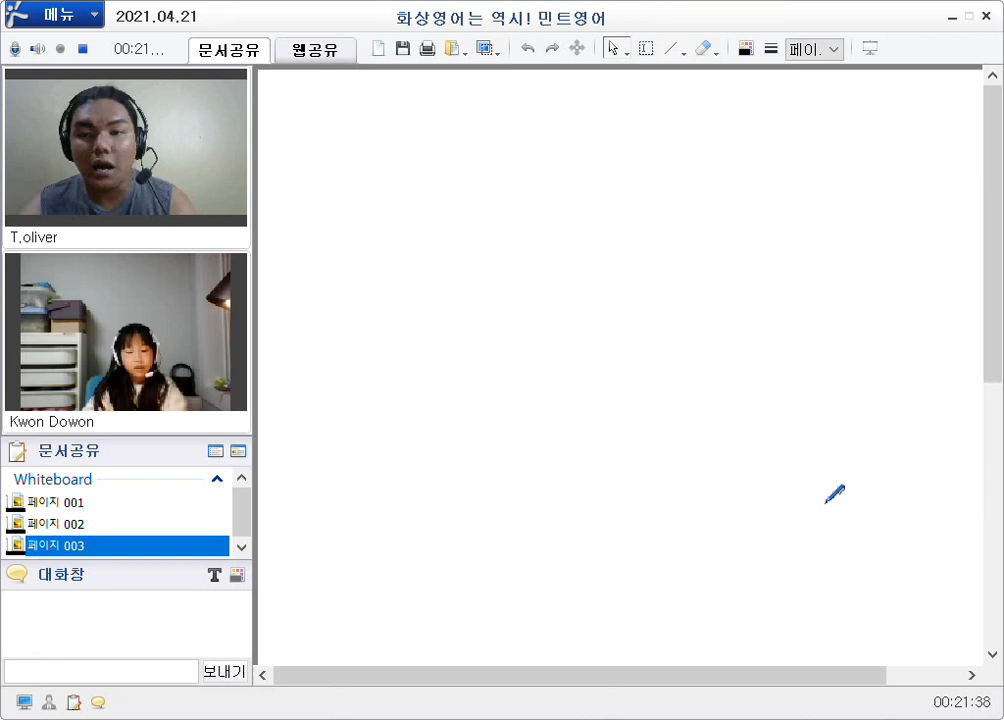 메뉴
2021.04.21
화상영어는 역시! 민트영어
00:21...
문서공유
웹공유
페이.
T.oliver
Kwon Dowon
문서공유
Whiteboard
페이지 001
페이지 002
페이지 003
대화창
T
보내기
00:21:38